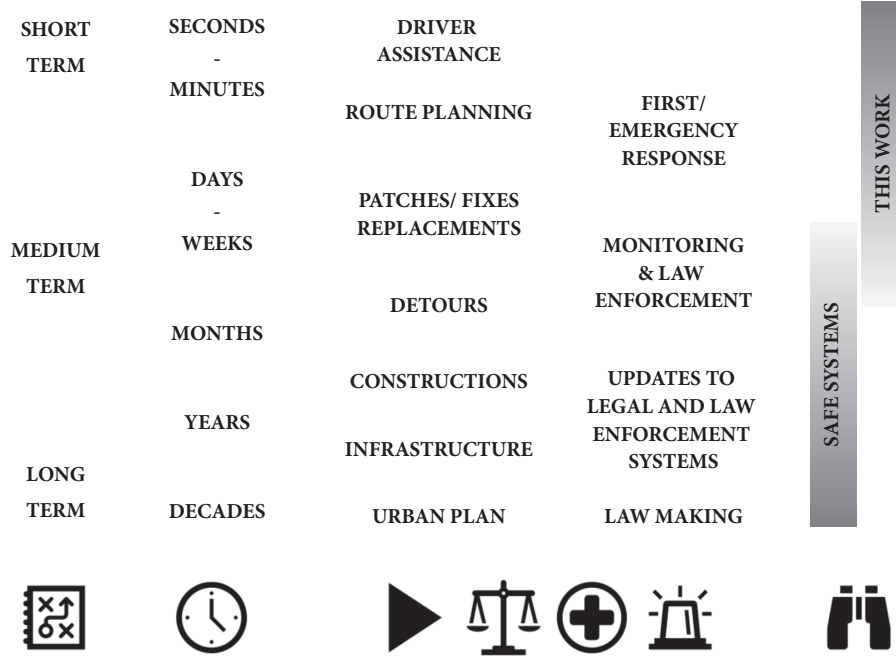 SHORT
TERM
SECONDS
-
MINUTES
DRIVER
ASSISTANCE
ROUTE PLANNING
FIRST/
EMERGENCY
RESPONSE
THIS WORK
MEDIUM
TERM
DAYS
-
WEEKS
MONTHS
PATCHES/ FIXES
REPLACEMENTS
DETOURS
MONITORING
& LAW
ENFORCEMENT
SAFE SYSTEMS
YEARS
CONSTRUCTIONS
INFRASTRUCTURE
UPDATES TO
LEGAL AND LAW
ENFORCEMENT
SYSTEMS
LONG
TERM
DECADES
URBAN PLAN
LAW MAKING